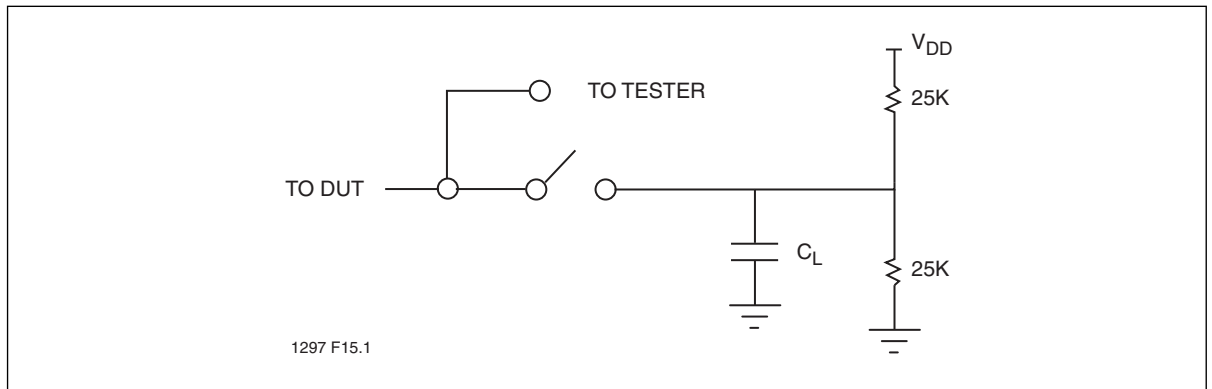 V_DD
TO TESTER
25K
TO DUT
C_L
25K
1297 F15.1